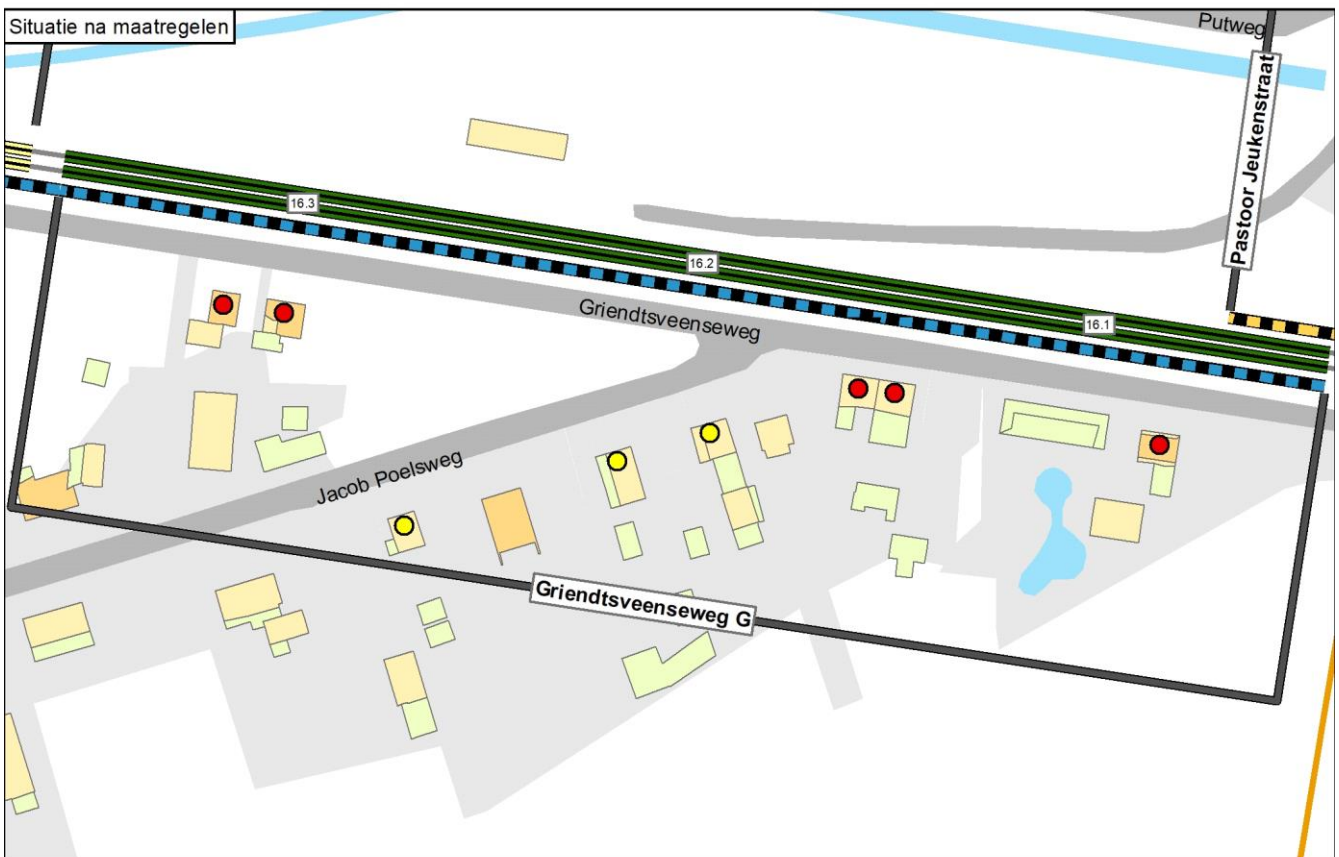 Situatie na maatregelen
Putweg
Pastoor Jeukenstraat
16.3
16.2
Griendtsveenseweg
16.1
Jacob Poelsweg
Griendtsveenseweg G